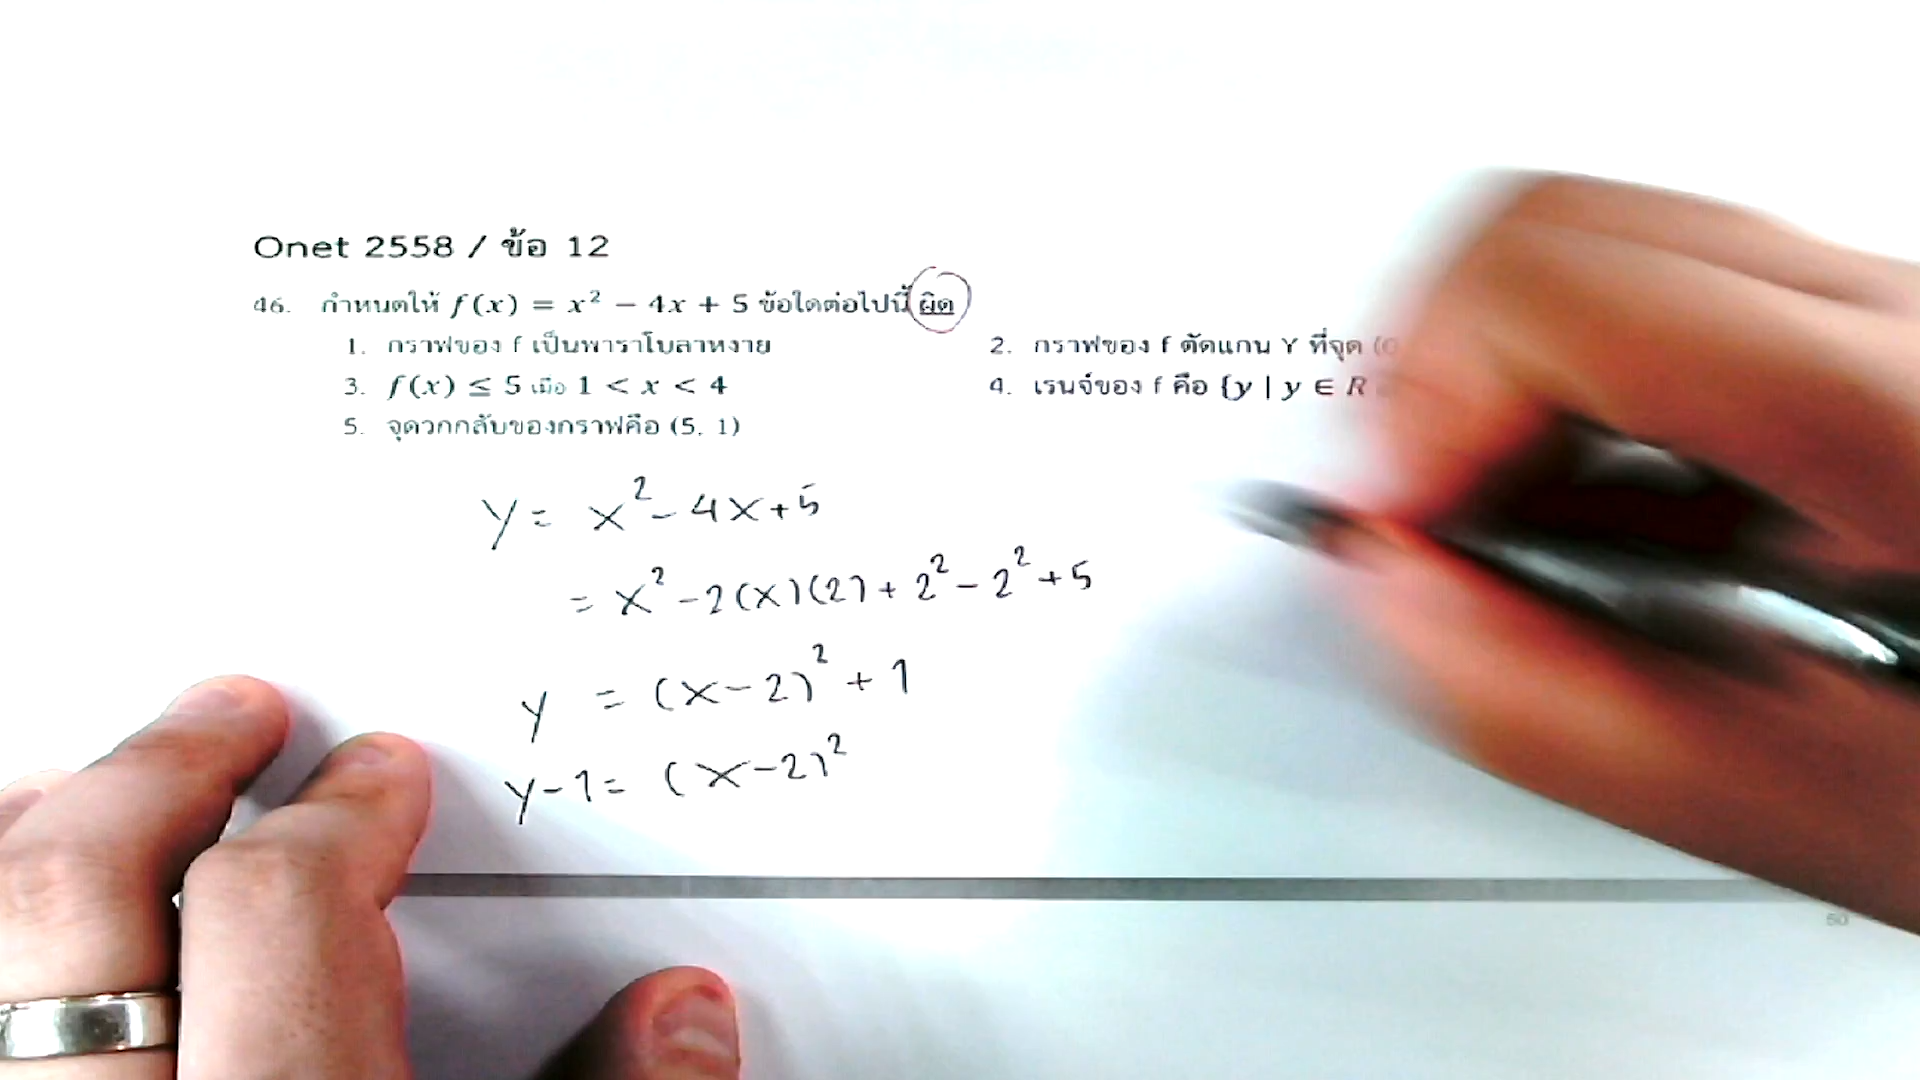 Onet 2558 / ข้อ 12
46. กำหนดให้ f(x) = x² − 4x + 5 ข้อใดต่อไปนี้ ผิด
1. กราฟของ f เป็นพาราโบลาหงาย
2. กราฟของ f ตัดแกน Y ที่จุด (
3. f(x) ≤ 5 เมื่อ 1 < x < 4
4. เรนจ์ของ f คือ {y | y ∈ R
5. จุดวกกลับของกราฟคือ (5, 1)
y = x² − 4x + 5
= x² − 2(x)(2) + 2² − 2² + 5
y = (x − 2)² + 1
y − 1 = (x − 2)²
50